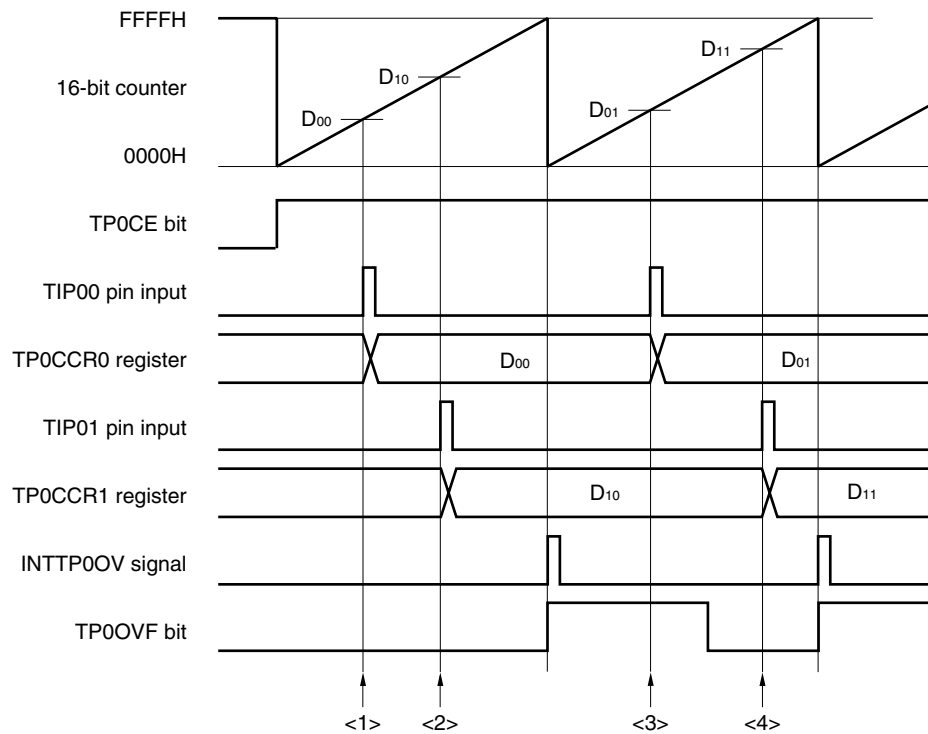 FFFFH
D11
D10
16-bit counter
D00
D01
0000H
TP0CE bit
TIP00 pin input
TP0CCR0 register
D00
D01
TIP01 pin input
TP0CCR1 register
D10
D11
INTTP0OV signal
TP0OVF bit
<1> <2> <3> <4>